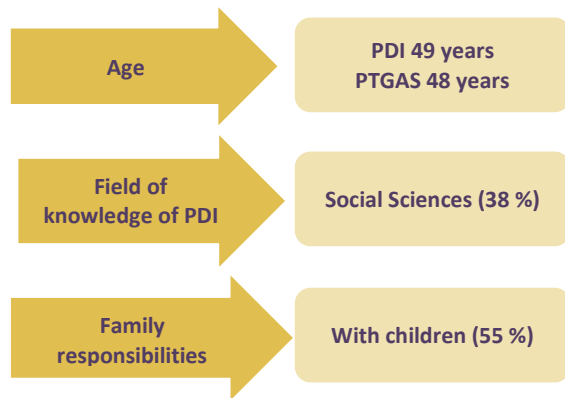 Age
PDI 49 years
PTGAS 48 years
Field of
knowledge of PDI
Social Sciences (38 %)
Family
responsibilities
With children (55 %)